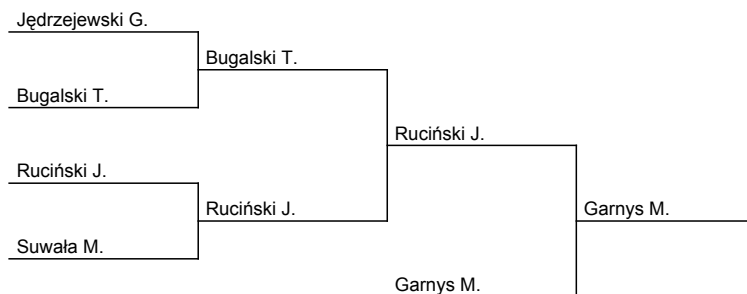 Jędrzejewski G.
Bugalski T.
Bugalski T.
Ruciński J.
Ruciński J.
Ruciński J.
Garnys M.
Suwała M.
Garnys M.